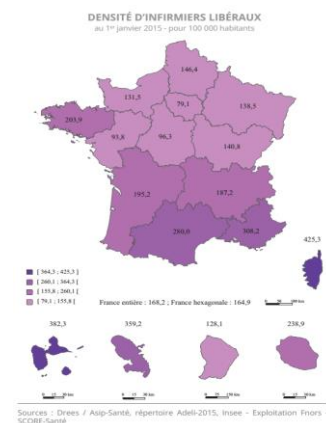 DENSITÉ D'INFIRMIERS LIBÉRAUX
au 1er janvier 2015 - pour 100 000 habitants
146,4
131,5
79,1
138,5
203,9
93,8
96,3
140,8
195,2
187,2
280,0
308,2
425,3
[ 364,3 ; 425,3 ]
[ 260,1 ; 364,3 [
[ 155,8 ; 260,1 [
[ 79,1 ; 155,8 [
France entière : 168,2 ; France hexagonale : 164,9
382,3
359,2
128,1
238,9
Sources : Drees / Asip-Santé, répertoire Adeli-2015, Insee - Exploitation Fnors -
SCORE-Santé